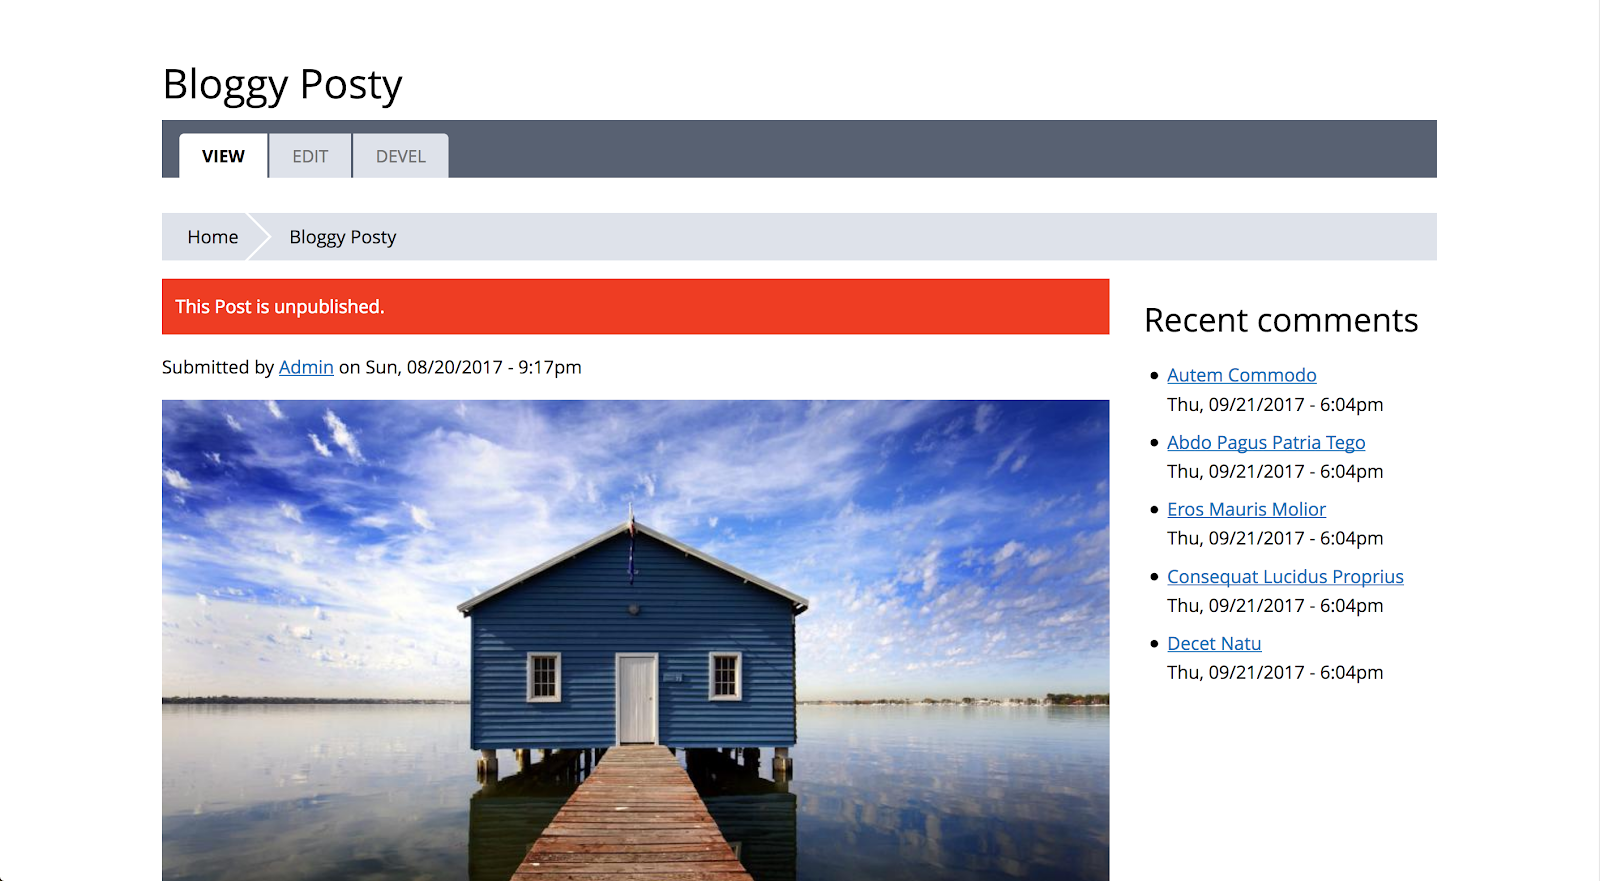 Bloggy Posty
VIEW
EDIT
DEVEL
Home
Bloggy Posty
This Post is unpublished.
Submitted by Admin on Sun, 08/20/2017 - 9:17pm
Recent comments
Autem Commodo
Thu, 09/21/2017 - 6:04pm
Abdo Pagus Patria Tego
Thu, 09/21/2017 - 6:04pm
Eros Mauris Molior
Thu, 09/21/2017 - 6:04pm
Consequat Lucidus Proprius
Thu, 09/21/2017 - 6:04pm
Decet Natu
Thu, 09/21/2017 - 6:04pm